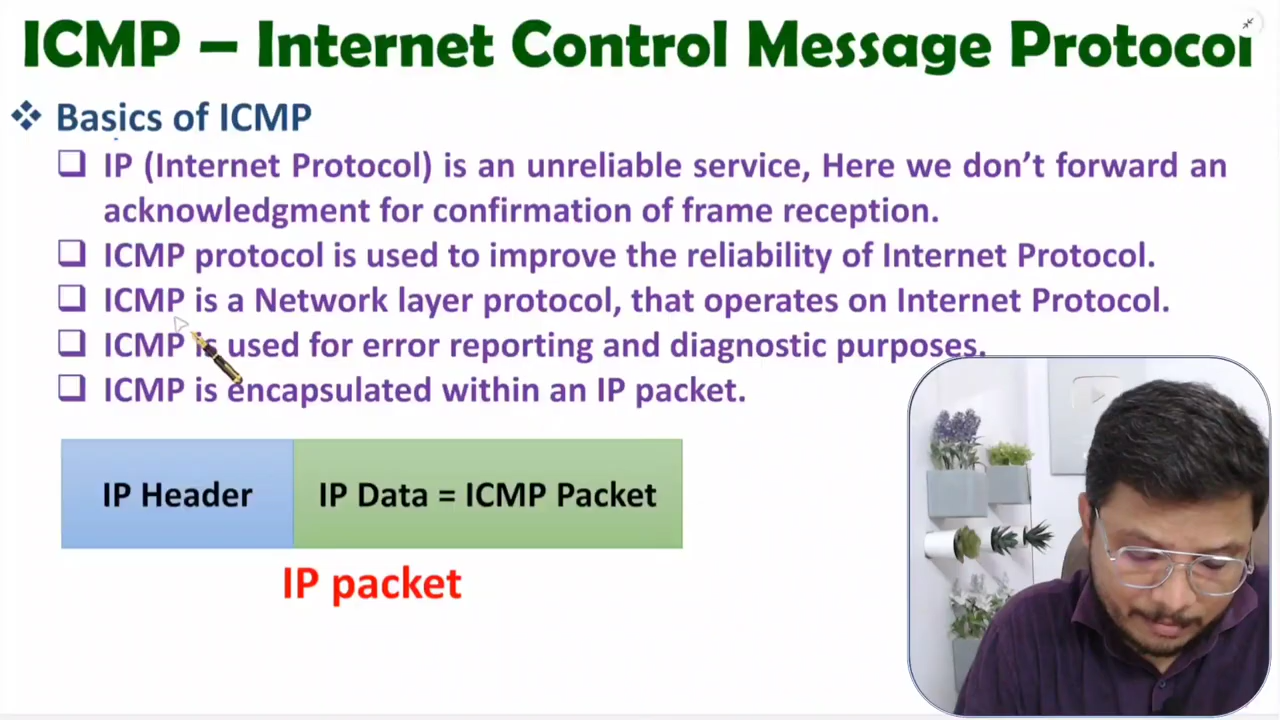 ICMP – Internet Control Message Protocol
Basics of ICMP
IP (Internet Protocol) is an unreliable service, Here we don't forward an
acknowledgment for confirmation of frame reception.
ICMP protocol is used to improve the reliability of Internet Protocol.
ICMP is a Network layer protocol, that operates on Internet Protocol.
ICMP is used for error reporting and diagnostic purposes.
ICMP is encapsulated within an IP packet.
IP Header
IP Data = ICMP Packet
IP packet